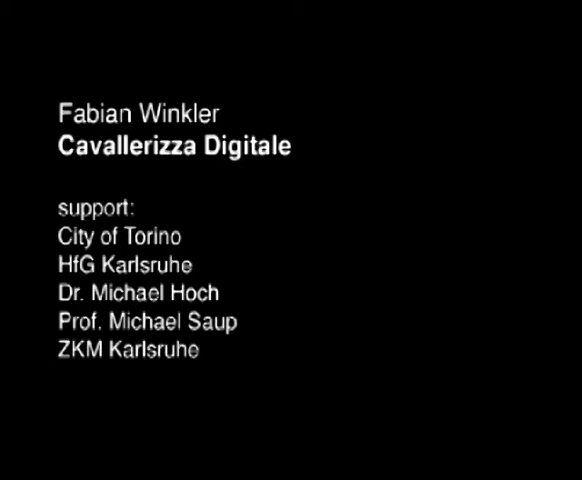 Fabian Winkler
Cavallerizza Digitale
support:
City of Torino
HfG Karlsruhe
Dr. Michael Hoch
Prof. Michael Saup
ZKM Karlsruhe